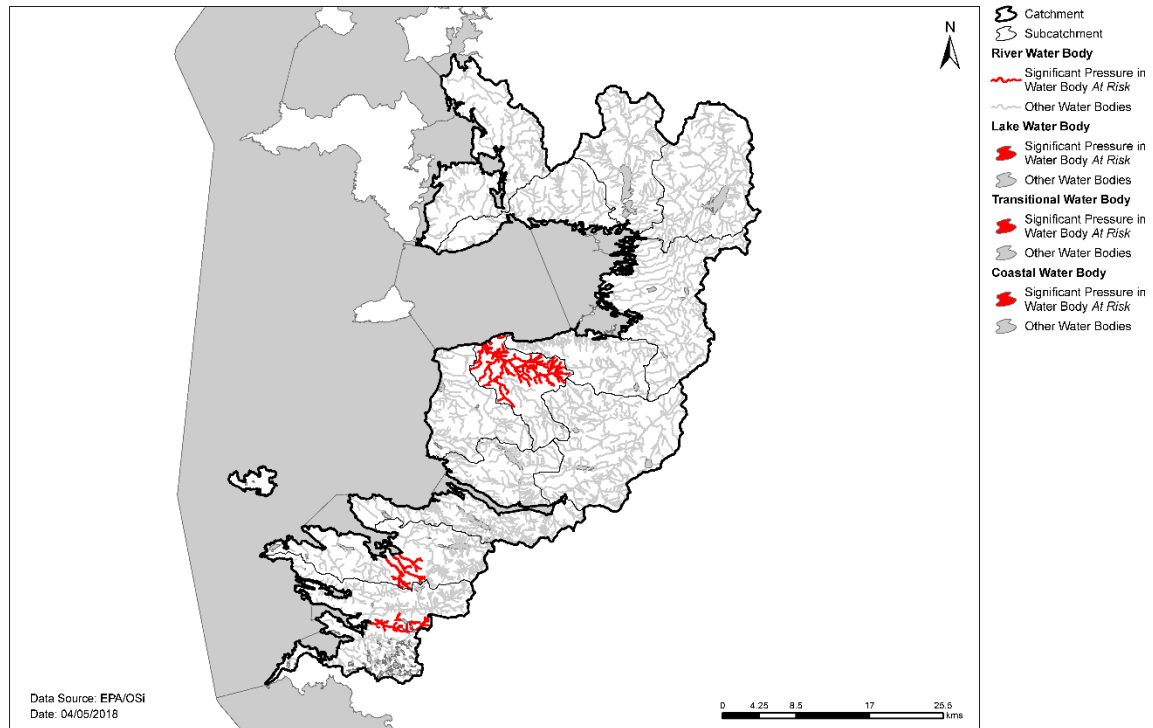 N
Catchment
Subcatchment
River Water Body
Significant Pressure in
Water Body At Risk
Other Water Bodies
Lake Water Body
Significant Pressure in
Water Body At Risk
Other Water Bodies
Transitional Water Body
Significant Pressure in
Water Body At Risk
Other Water Bodies
Coastal Water Body
Significant Pressure in
Water Body At Risk
Other Water Bodies
Data Source: EPA/OSi
Date: 04/05/2018
0 4.25 8.5 17 25.5
kms